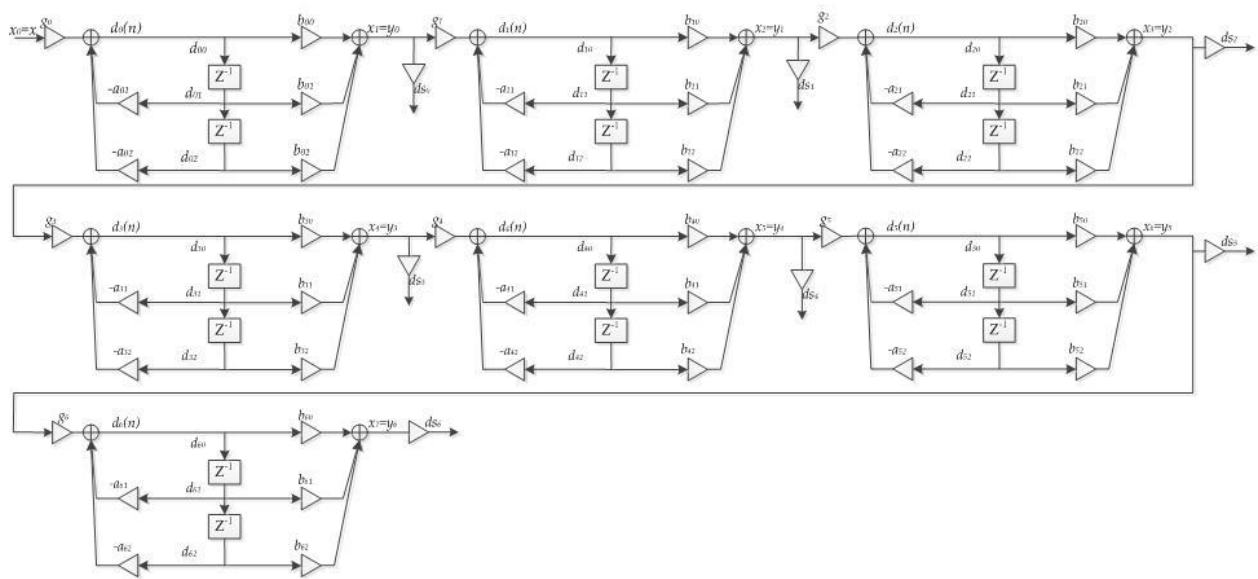 x₀=x g₀ d₀(n) b₀₀ x₁=y₀ g₁ d₁(n) b₁₀ x₂=y₁ g₂ d₂(n) b₂₀ x₃=y₂ ds₂
d₀₀ d₁₀ d₂₀
Z⁻¹ ds₀ Z⁻¹ ds₁ Z⁻¹
-a₀₂ d₀₁ b₀₂ -a₁₁ d₁₁ b₁₁ -a₂₁ d₂₁ b₂₁
Z⁻¹ Z⁻¹ Z⁻¹
-a₀₂ d₀₂ b₀₂ -a₁₂ d₁₂ b₁₂ -a₂₂ d₂₂ b₂₂
g₃ d₃(n) b₃₀ x₄=y₃ g₄ d₄(n) b₄₀ x₅=y₄ g₅ d₅(n) b₅₀ x₆=y₅
d₃₀ d₄₀ d₅₀ ds₅
Z⁻¹ ds₃ Z⁻¹ ds₄ Z⁻¹
-a₃₁ d₃₁ b₃₁ -a₄₁ d₄₁ b₄₁ -a₅₁ d₅₁ b₅₁
Z⁻¹ Z⁻¹ Z⁻¹
-a₃₂ d₃₂ b₃₂ -a₄₂ d₄₂ b₄₂ -a₅₂ d₅₂ b₅₂
g₆ d₆(n) b₆₀ x₇=y₆ ds₆
d₆₀
Z⁻¹
-a₆₁ d₆₁ b₆₁
Z⁻¹
-a₆₂ d₆₂ b₆₂